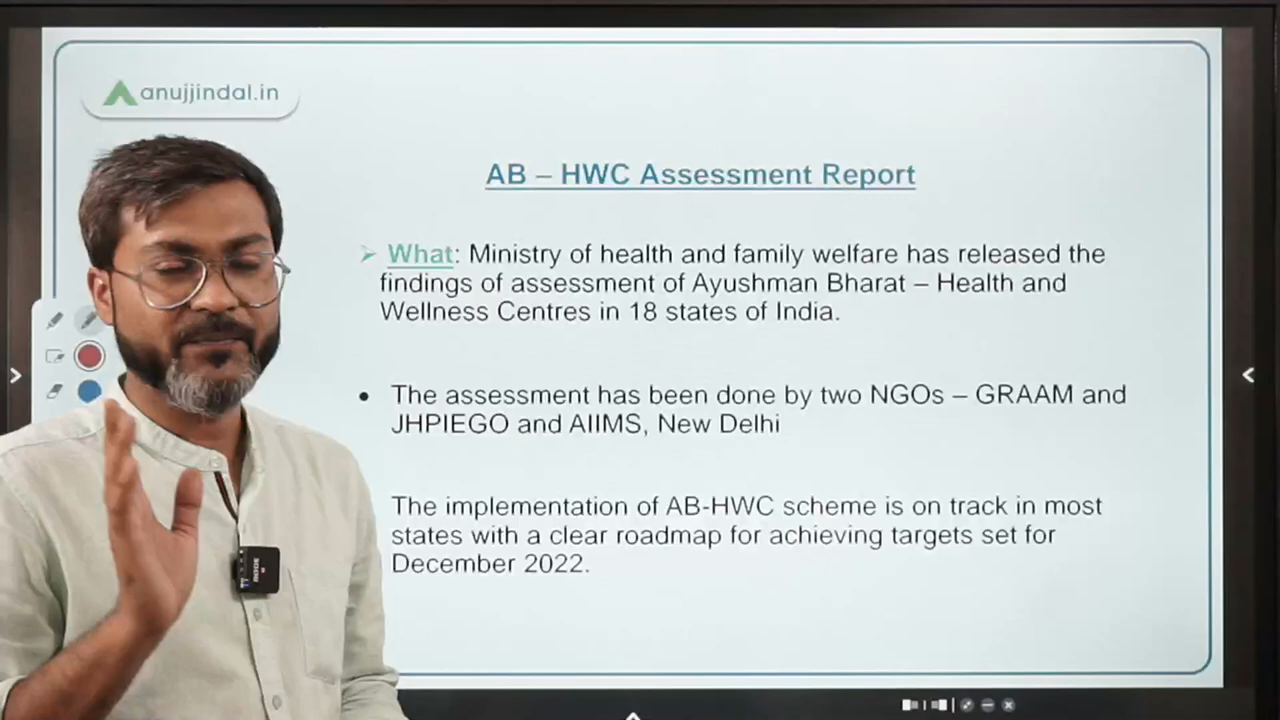 anujjindal.in
AB – HWC Assessment Report
➢ What: Ministry of health and family welfare has released the
findings of assessment of Ayushman Bharat – Health and
Wellness Centres in 18 states of India.
• The assessment has been done by two NGOs – GRAAM and
JHPIEGO and AIIMS, New Delhi
The implementation of AB-HWC scheme is on track in most
states with a clear roadmap for achieving targets set for
December 2022.